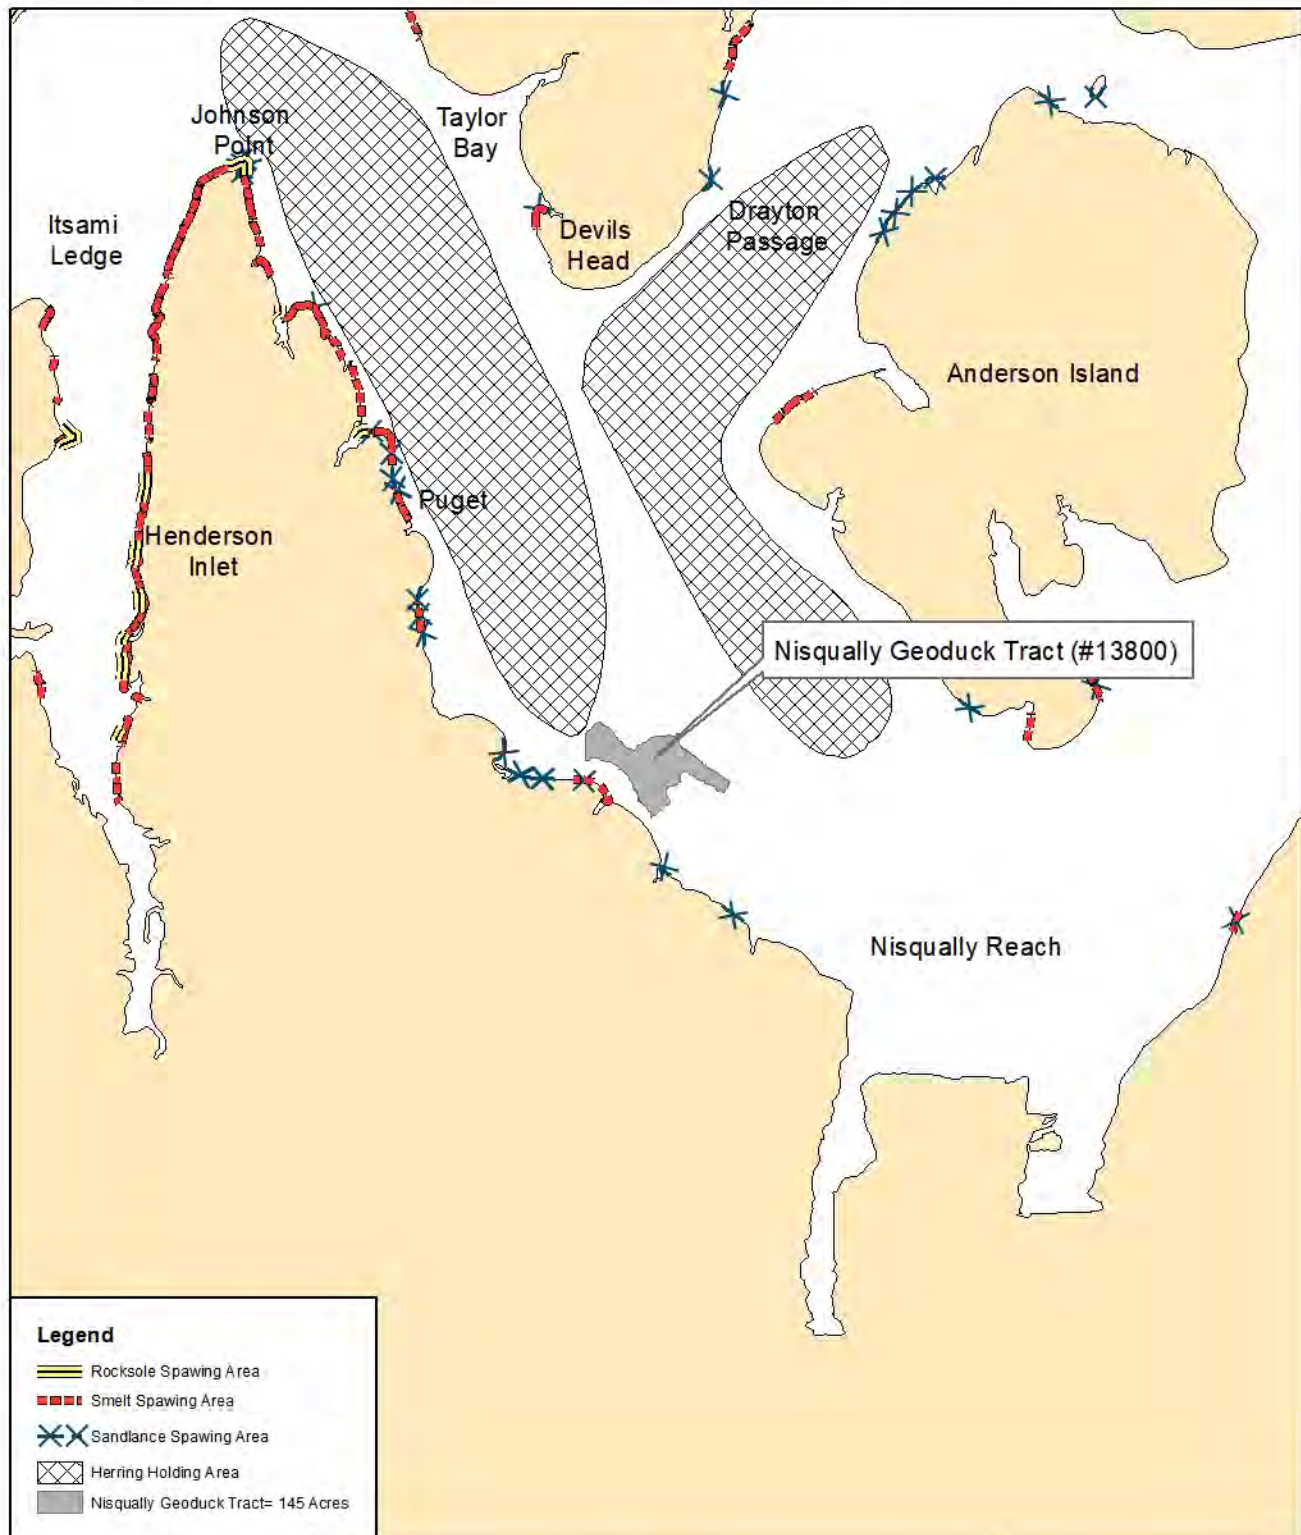 Johnson
Point
Taylor
Bay
Itsami
Ledge
Devils
Head
Drayton
Passage
Anderson Island
Puget
Henderson
Inlet
Nisqually Geoduck Tract (#13800)
Nisqually Reach
Legend
Rocksole Spawing Area
Smelt Spawing Area
Sandlance Spawing Area
Herring Holding Area
Nisqually Geoduck Tract= 145 Acres